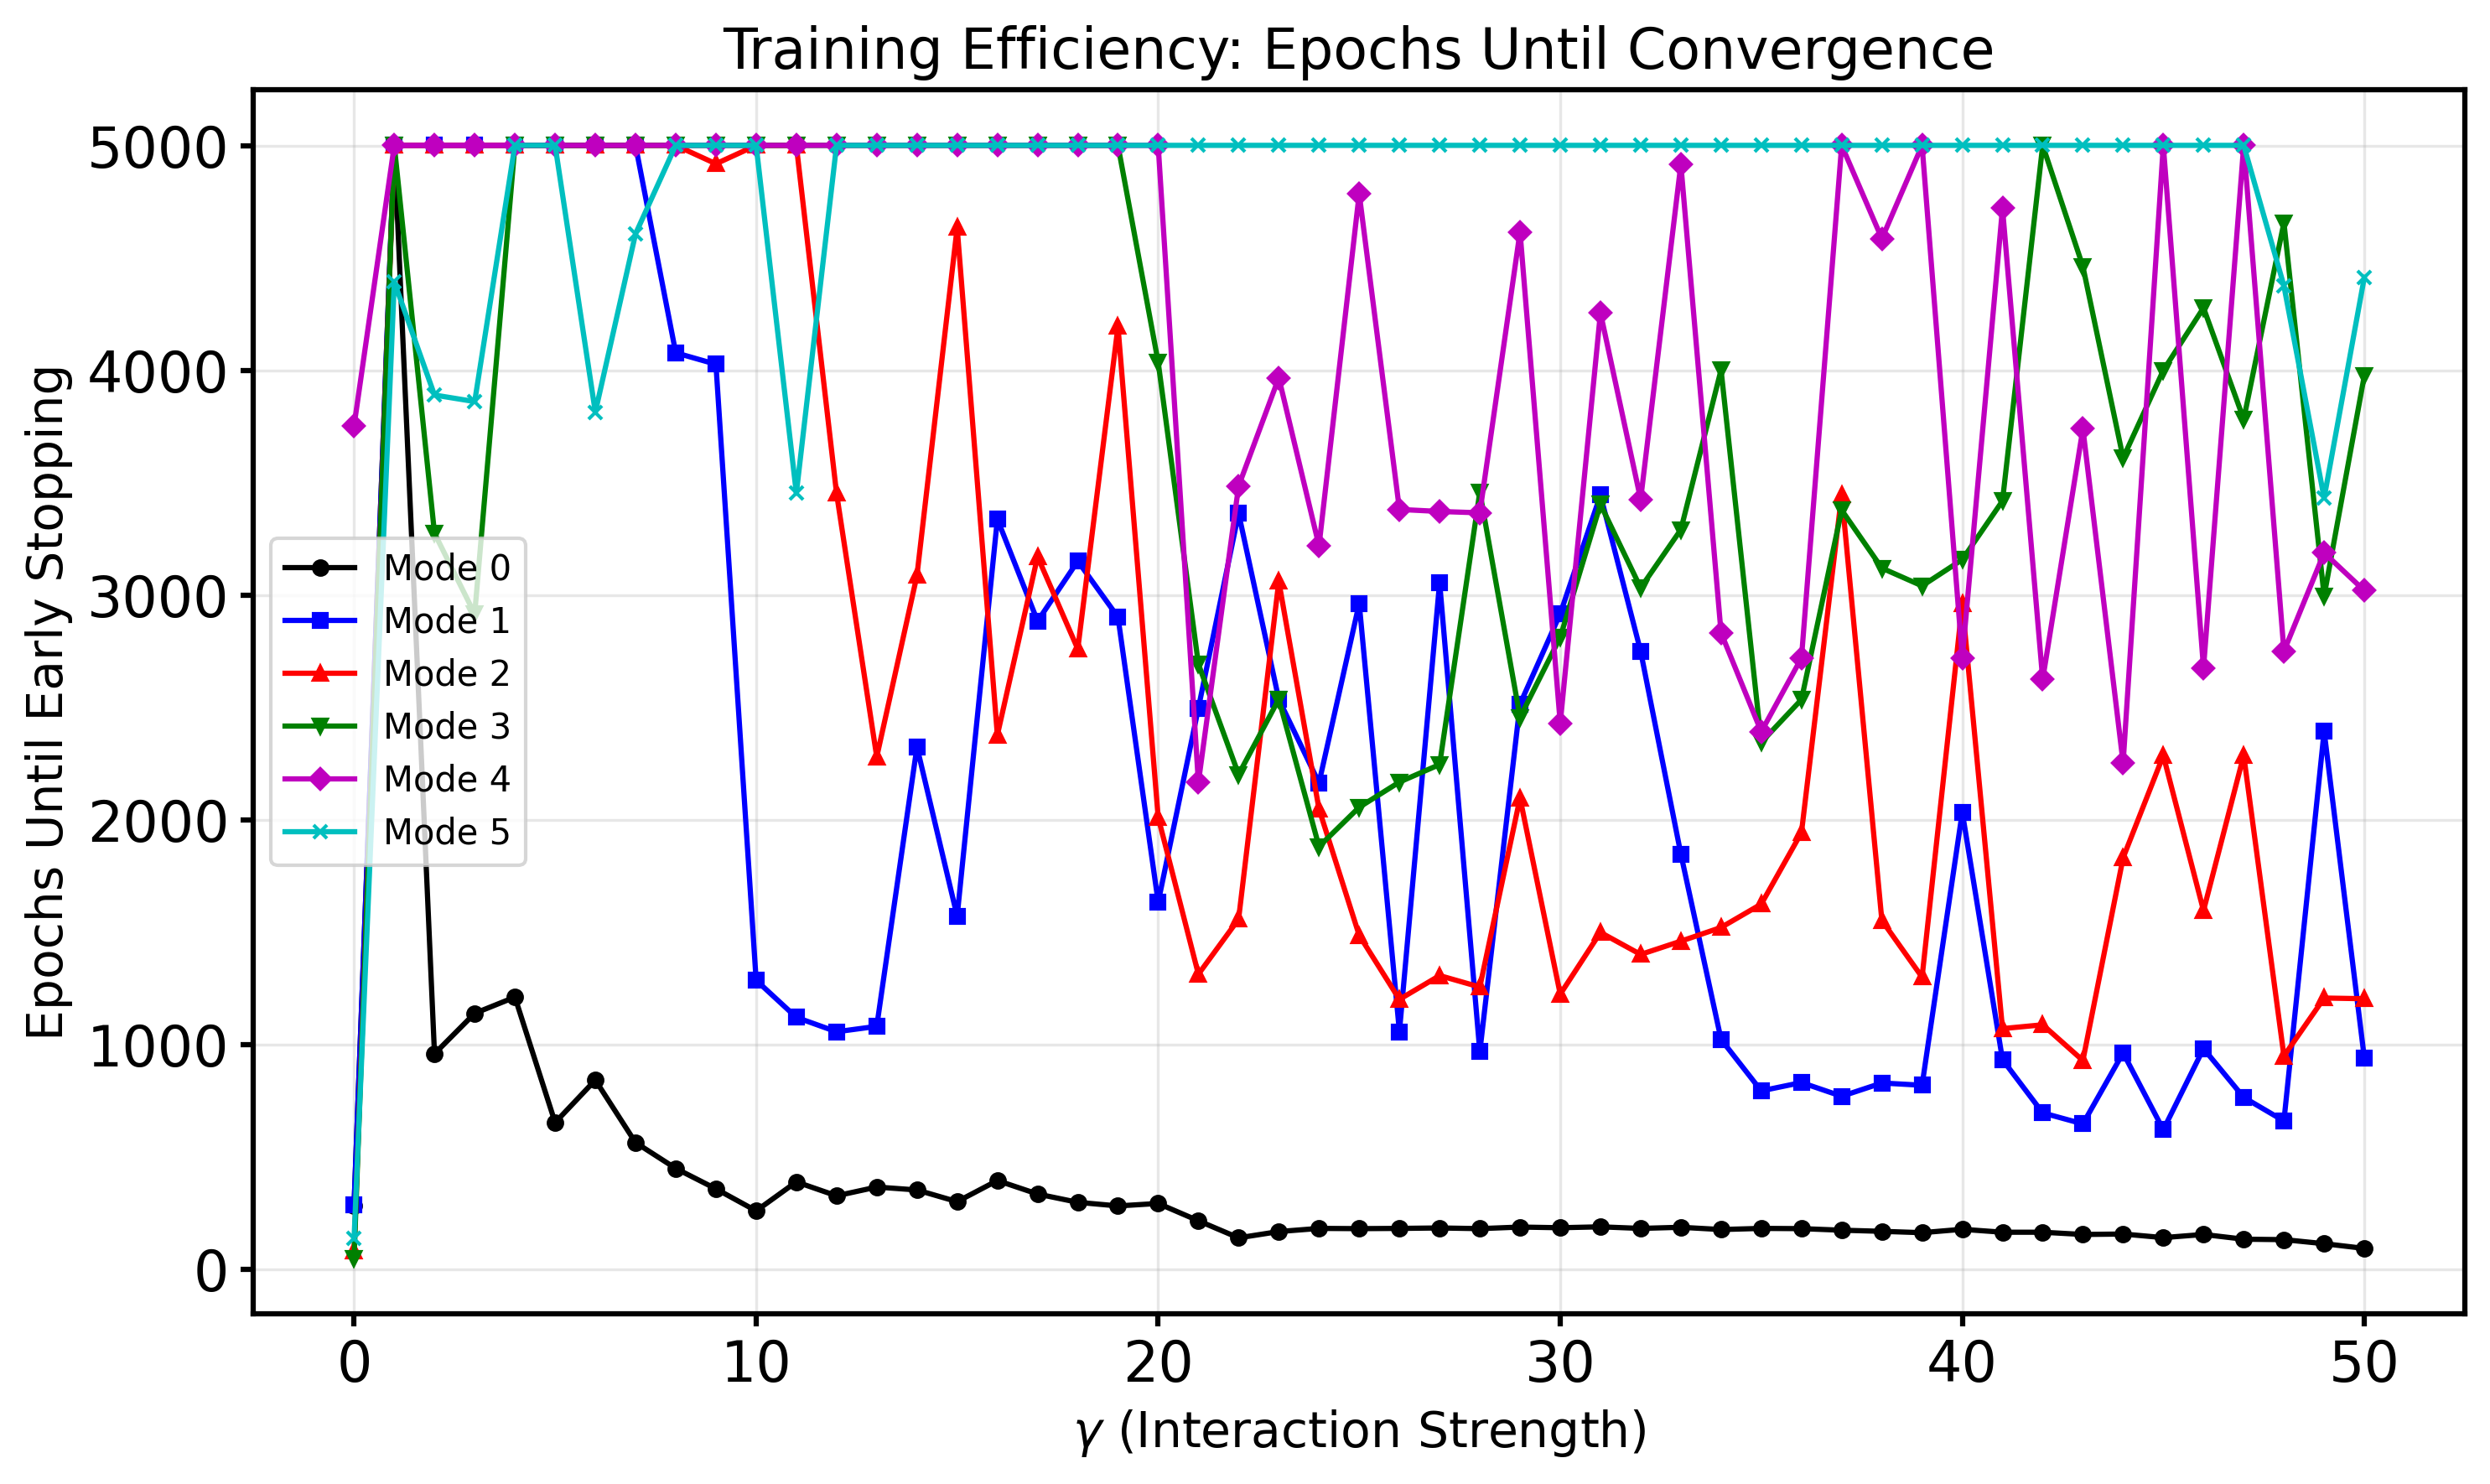 Training Efficiency: Epochs Until Convergence
Epochs Until Early Stopping
5000
4000
3000
2000
1000
0
Mode 0
Mode 1
Mode 2
Mode 3
Mode 4
Mode 5
0 10 20 30 40 50
γ (Interaction Strength)